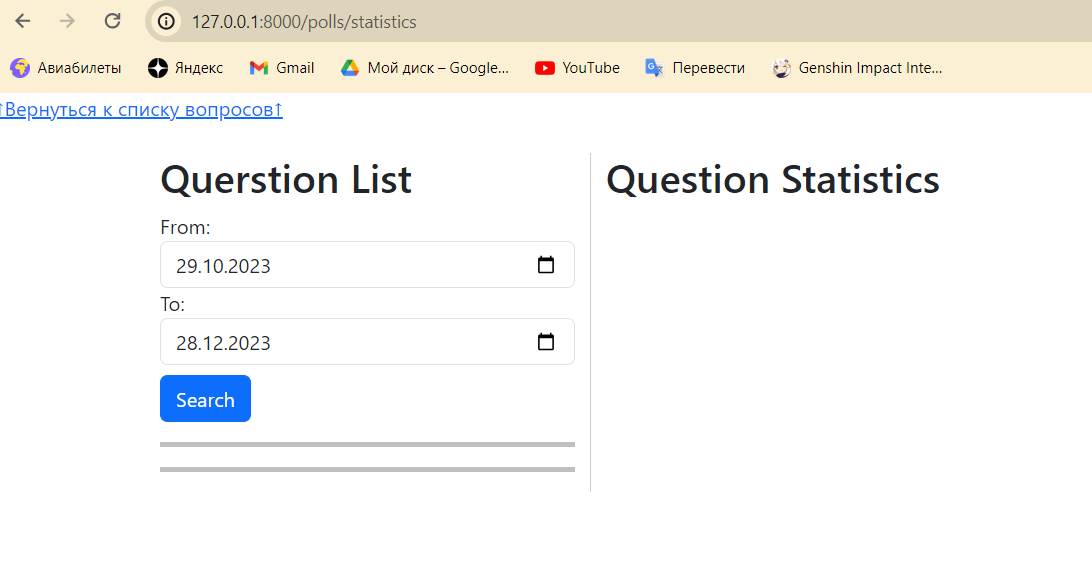 127.0.0.1:8000/polls/statistics
Авиабилеты Яндекс Gmail Мой диск – Google... YouTube Перевести Genshin Impact Inte...
↑Вернуться к списку вопросов↑
Querstion List
From:
29.10.2023
To:
28.12.2023
Search
Question Statistics